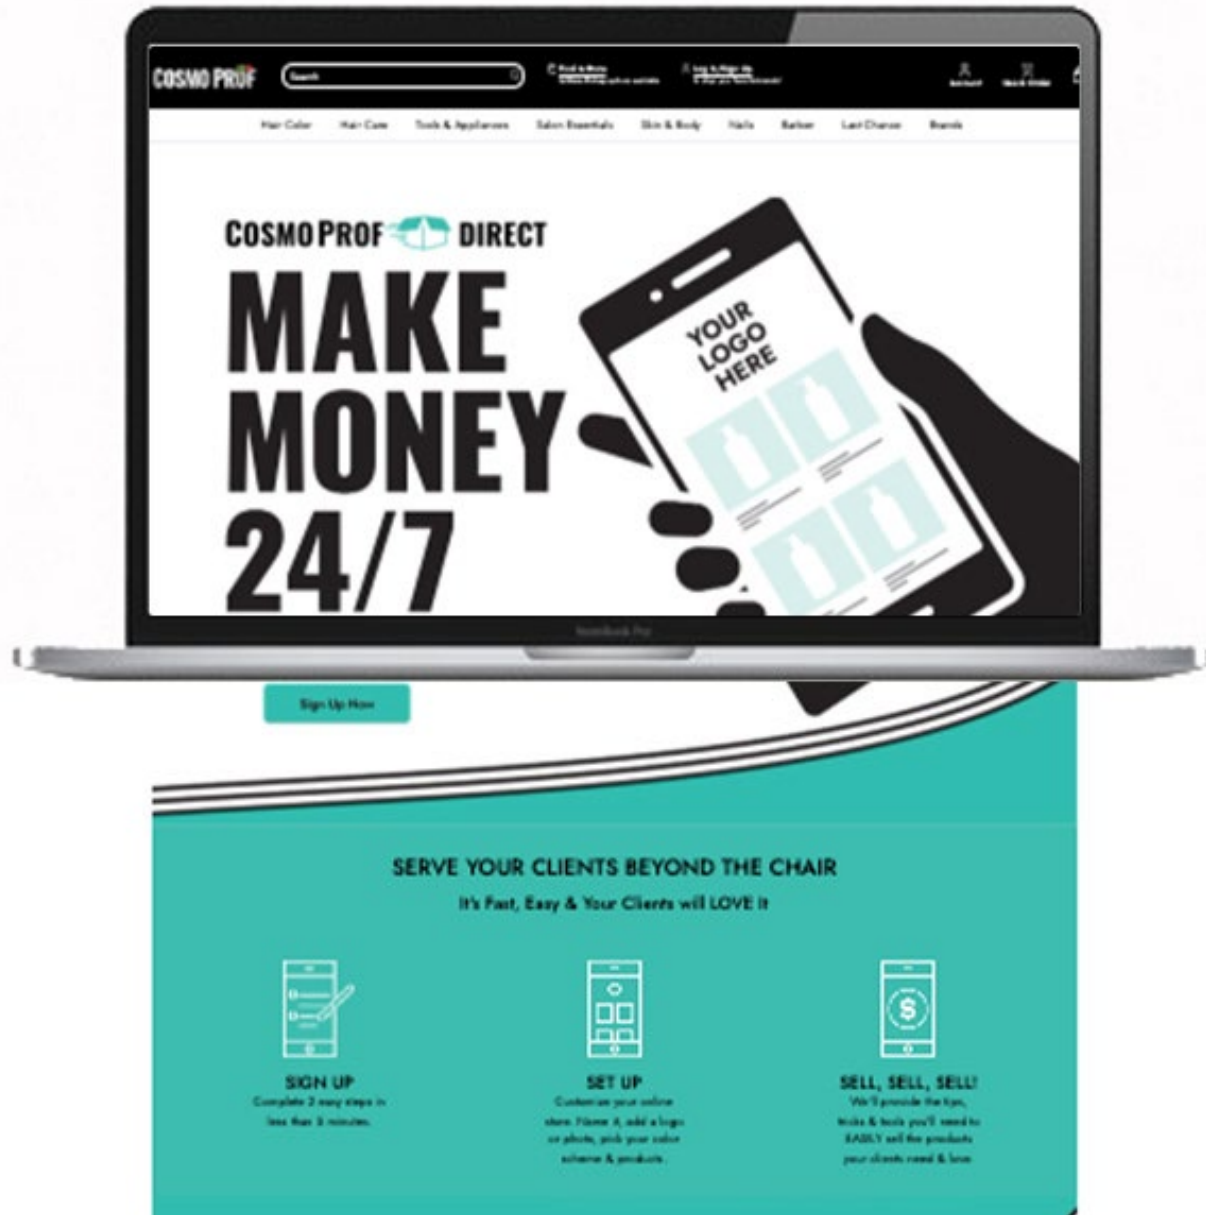 COSMO PROF
Search
Find A Store
Hair Color Hair Care Tools & Appliances Salon Essentials Skin & Body Nails Barber Last Chance Brands
COSMO PROF DIRECT
MAKE
MONEY
24/7
YOUR
LOGO
HERE
Sign Up Now
SERVE YOUR CLIENTS BEYOND THE CHAIR
It's Fast, Easy & Your Clients will LOVE It
SIGN UP
Complete 2 easy steps in
less than 5 minutes.
SET UP
Customize your online
store. Name it, add a logo
or photo, pick your color
scheme & products.
SELL, SELL, SELL!
We'll provide the tips,
tricks & tools you'll need to
EASILY sell the products
your clients need & love